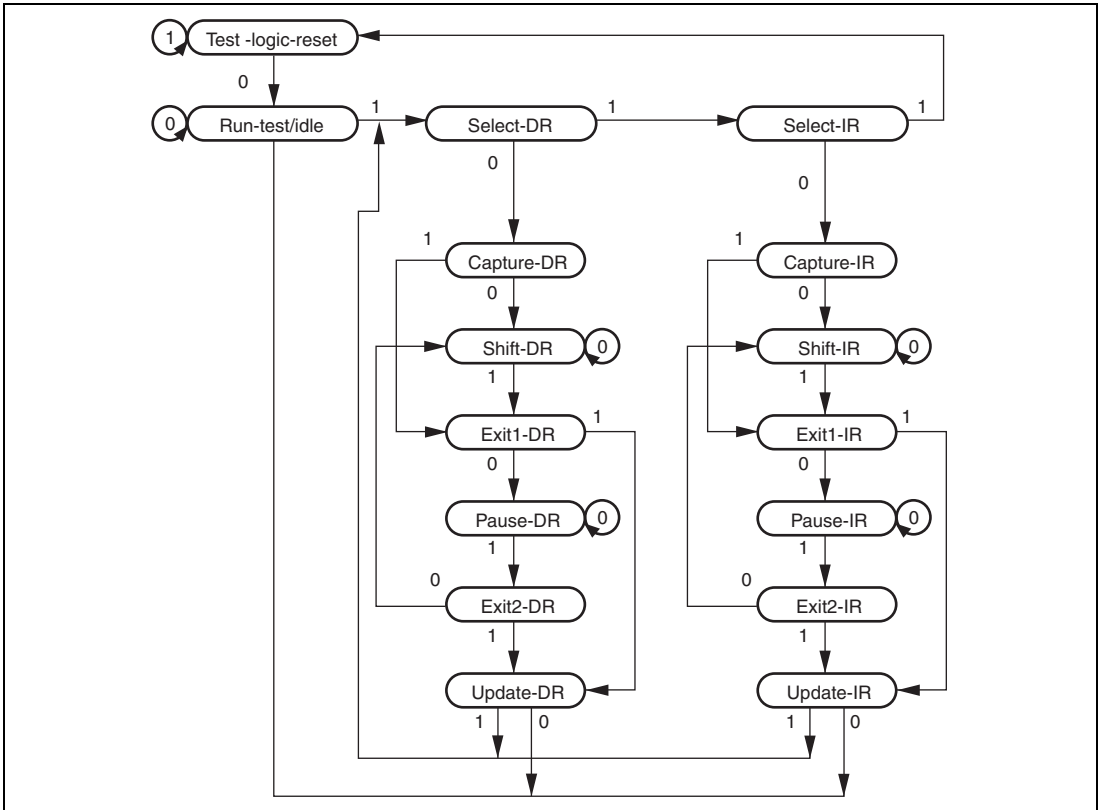 1 Test -logic-reset
0
0 Run-test/idle 1 Select-DR 1 Select-IR 1
0 0
1 Capture-DR 1 Capture-IR
0 0
Shift-DR 0 Shift-IR 0
1 1
Exit1-DR 1 Exit1-IR 1
0 0
Pause-DR 0 Pause-IR 0
1 1
0 Exit2-DR 0 Exit2-IR
1 1
Update-DR Update-IR
1 0 1 0